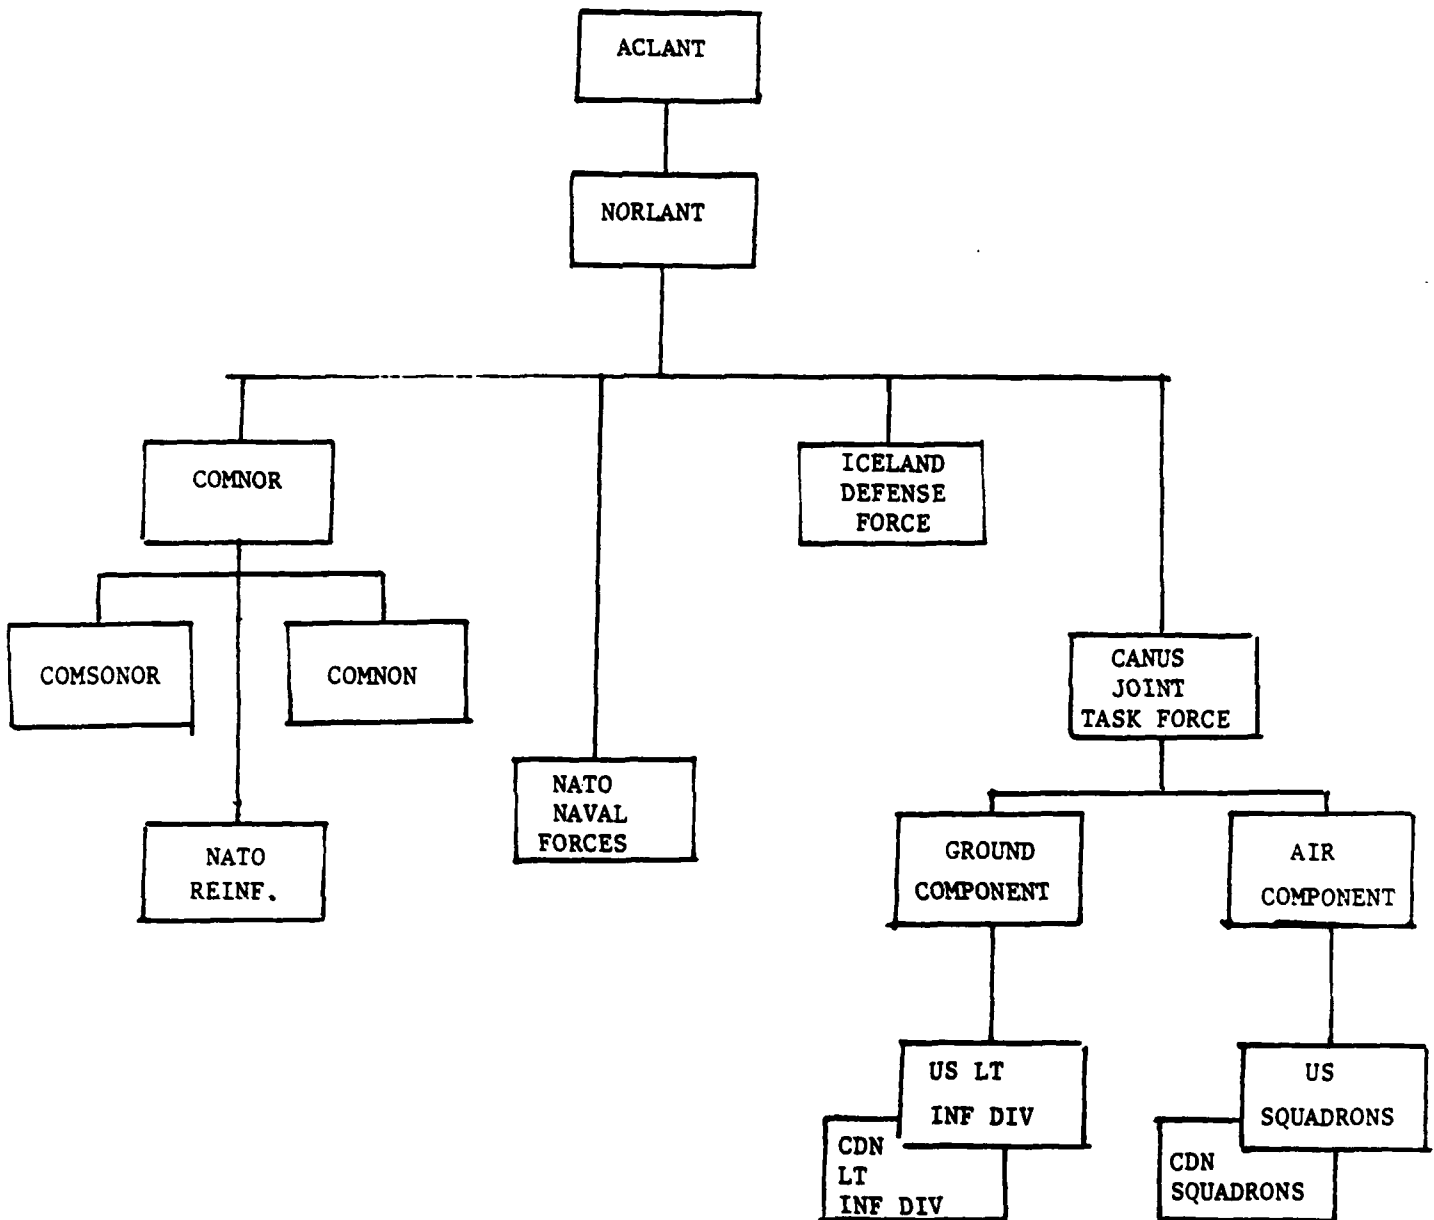 ACLANT
NORLANT
COMNOR
ICELAND
DEFENSE
FORCE
COMSONOR
COMNON
CANUS
JOINT
TASK FORCE
NATO
NAVAL
FORCES
NATO
REINF.
GROUND
COMPONENT
AIR
COMPONENT
US LT
INF DIV
US
SQUADRONS
CDN
LT
INF DIV
CDN
SQUADRONS